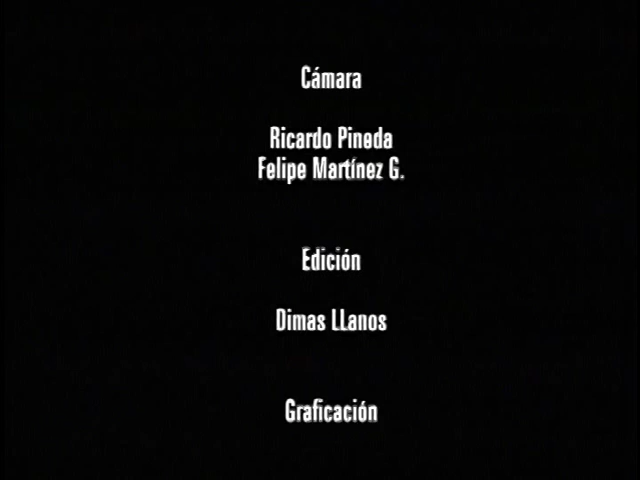 Cámara
Ricardo Pineda
Felipe Martínez G.
Edición
Dimas LLanos
Graficación